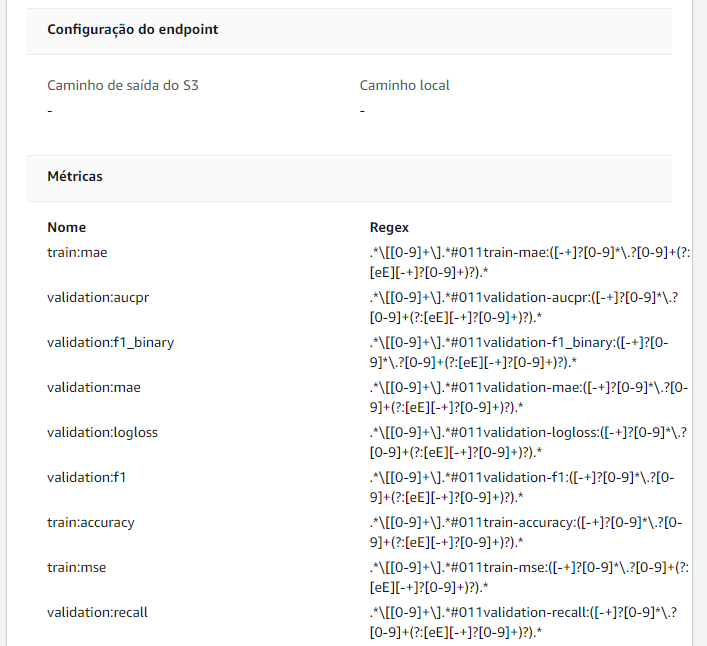 Configuração do endpoint
Caminho de saída do S3 Caminho local
- -
Métricas
Nome Regex
train:mae .*\[[0-9]+\].*#011train-mae:([-+]?[0-9]*\.?[0-9]+(?:
[eE][-+]?[0-9]+)?).*
validation:aucpr .*\[[0-9]+\].*#011validation-aucpr:([-+]?[0-9]*\.?
[0-9]+(?:[eE][-+]?[0-9]+)?).*
validation:f1_binary .*\[[0-9]+\].*#011validation-f1_binary:([-+]?[0-
9]*\.?[0-9]+(?:[eE][-+]?[0-9]+)?).*
validation:mae .*\[[0-9]+\].*#011validation-mae:([-+]?[0-9]*\.?[0-
9]+(?:[eE][-+]?[0-9]+)?).*
validation:logloss .*\[[0-9]+\].*#011validation-logloss:([-+]?[0-9]*\.?
[0-9]+(?:[eE][-+]?[0-9]+)?).*
validation:f1 .*\[[0-9]+\].*#011validation-f1:([-+]?[0-9]*\.?[0-
9]+(?:[eE][-+]?[0-9]+)?).*
train:accuracy .*\[[0-9]+\].*#011train-accuracy:([-+]?[0-9]*\.?[0-
9]+(?:[eE][-+]?[0-9]+)?).*
train:mse .*\[[0-9]+\].*#011train-mse:([-+]?[0-9]*\.?[0-9]+(?:
[eE][-+]?[0-9]+)?).*
validation:recall .*\[[0-9]+\].*#011validation-recall:([-+]?[0-9]*\.?
[0-9]+(?:[eE][-+]?[0-9]+)?).*